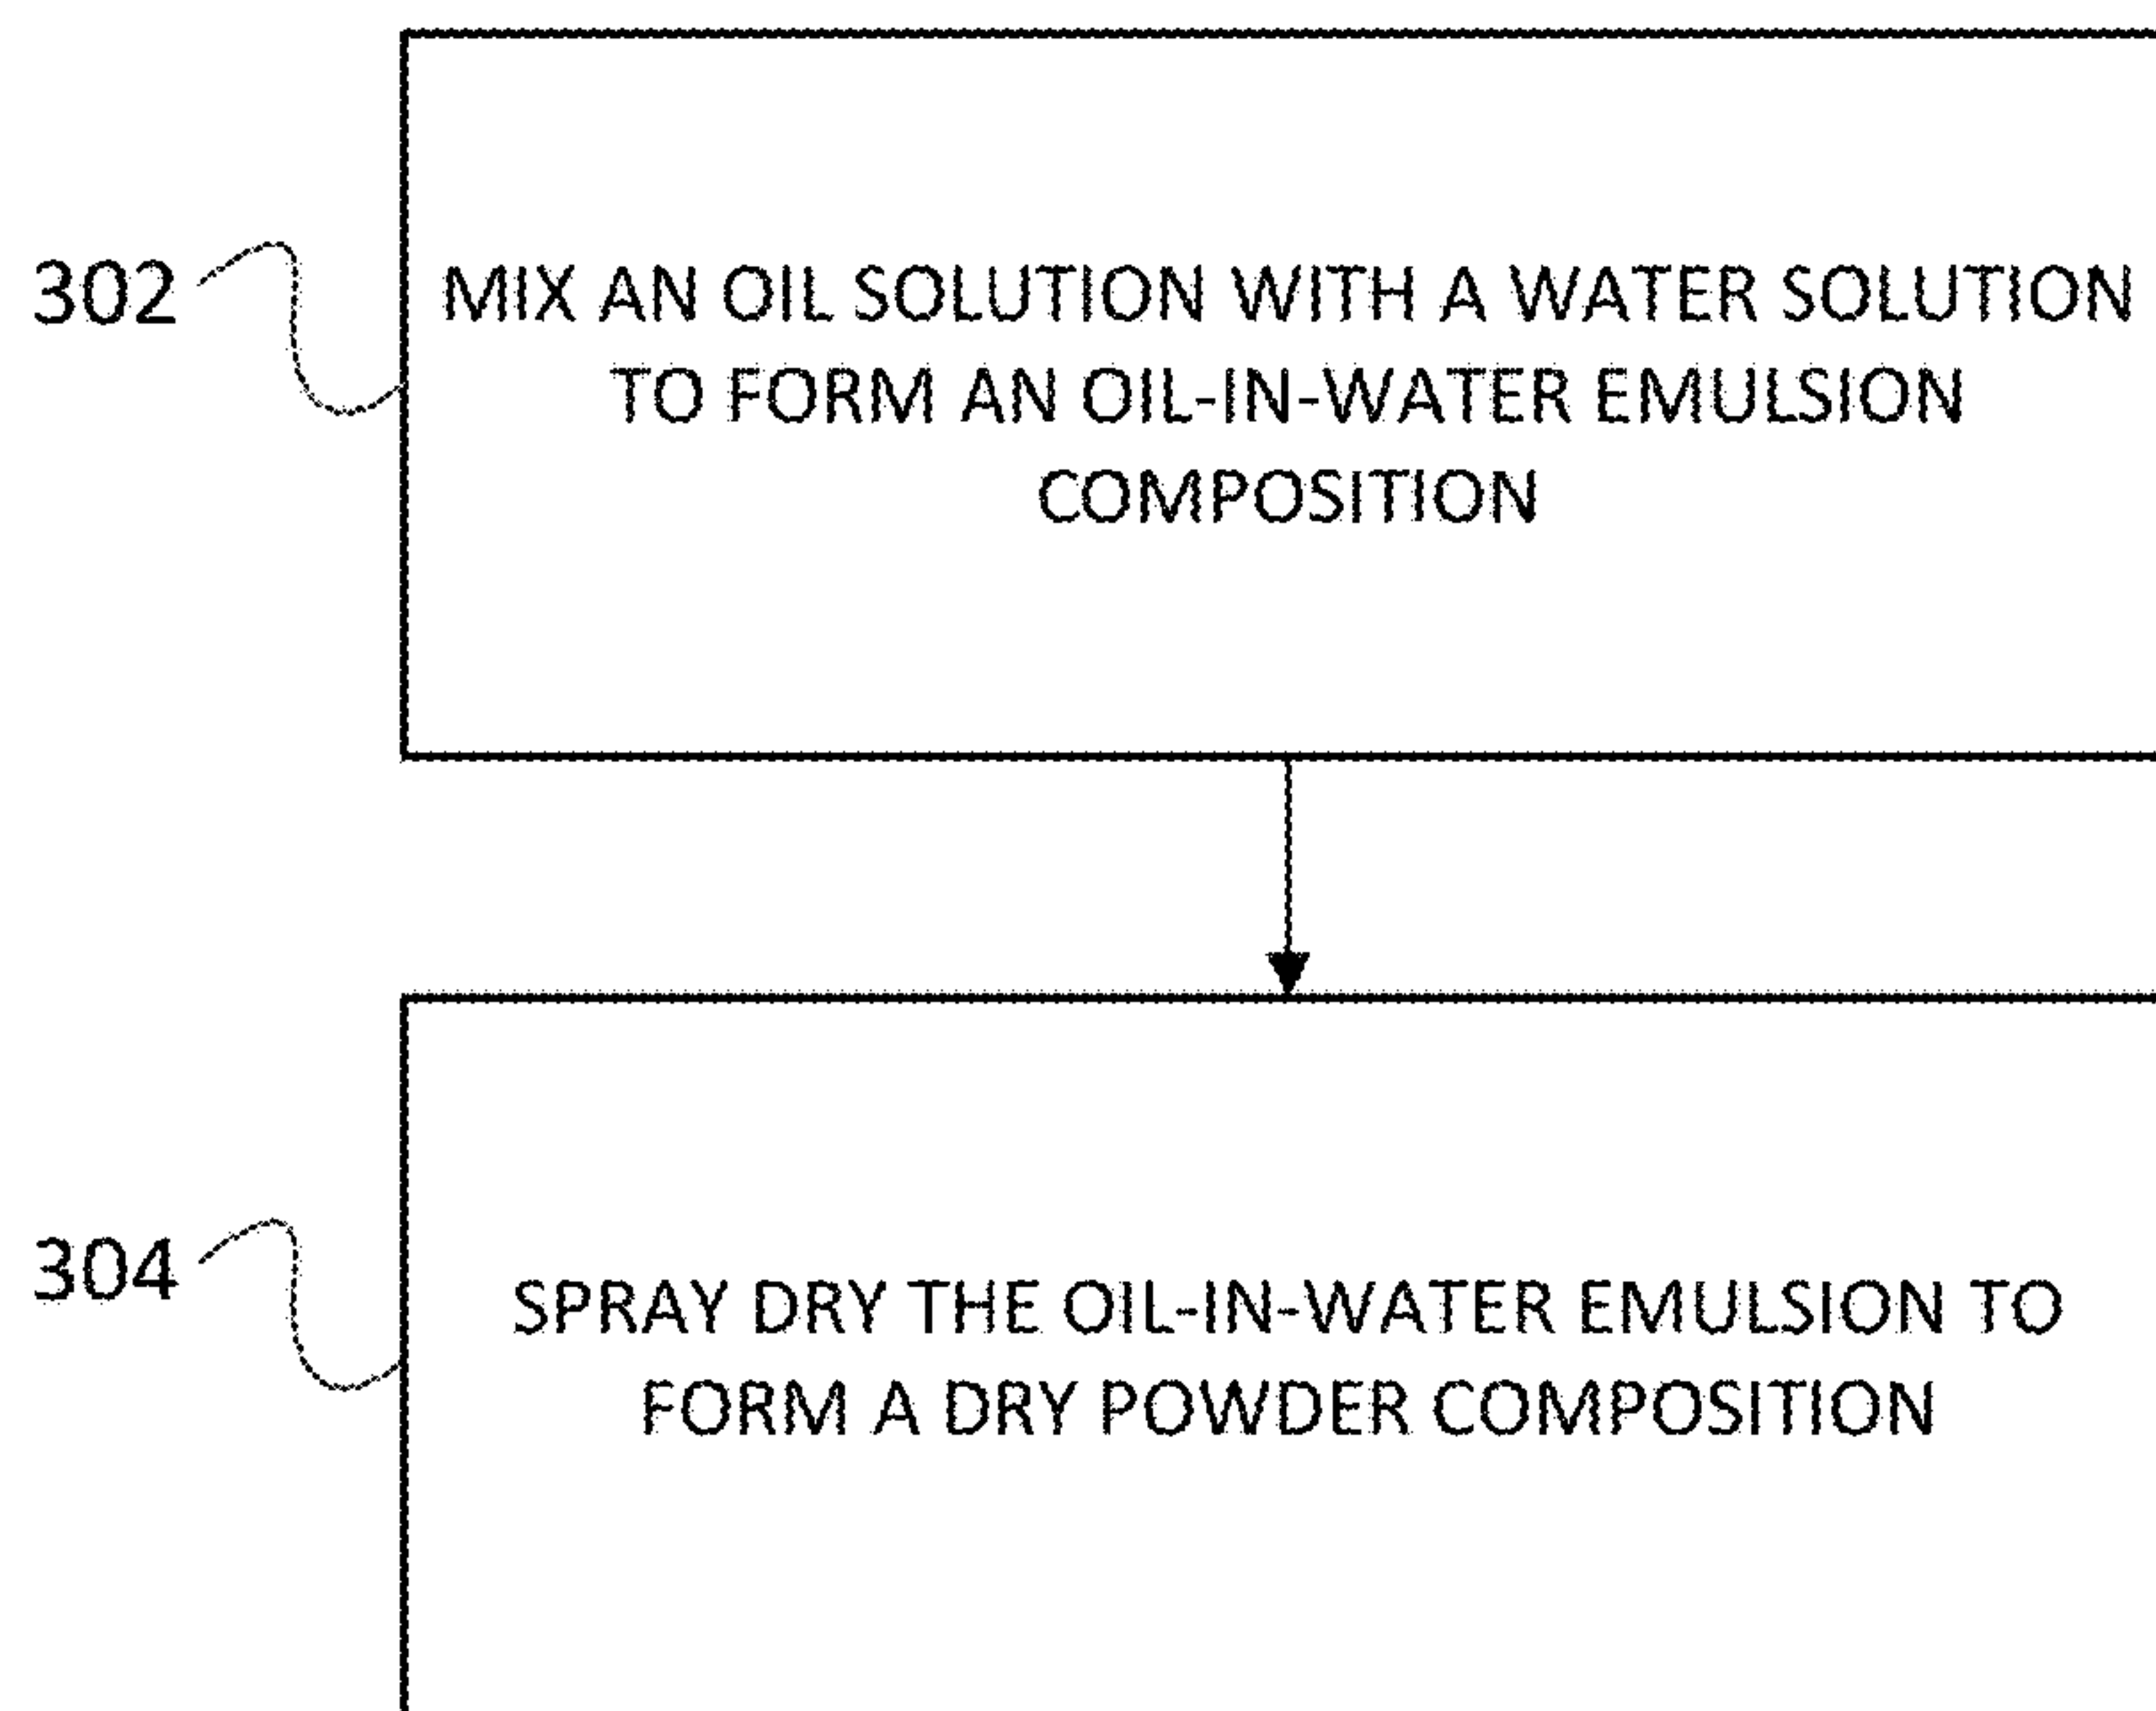 302
MIX AN OIL SOLUTION WITH A WATER SOLUTION
TO FORM AN OIL-IN-WATER EMULSION
COMPOSITION
304
SPRAY DRY THE OIL-IN-WATER EMULSION TO
FORM A DRY POWDER COMPOSITION